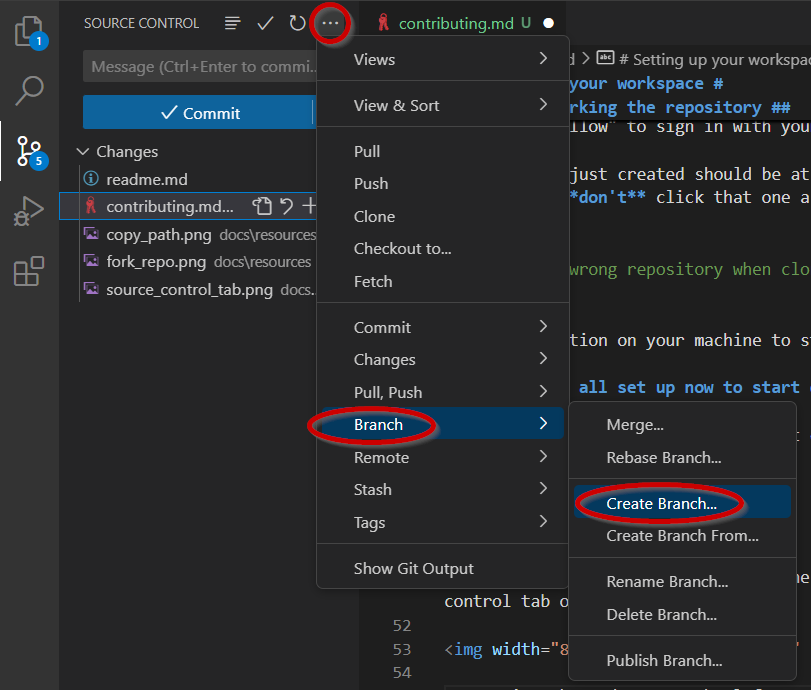 SOURCE CONTROL
Message (Ctrl+Enter to commi...
Commit
Changes
readme.md
contributing.md...
copy_path.png docs\resources
fork_repo.png docs\resources
source_control_tab.png docs...
1
5
Views
View & Sort
Pull
Push
Clone
Checkout to...
Fetch
Commit
Changes
Pull, Push
Branch
Remote
Stash
Tags
Show Git Output
Merge...
Rebase Branch...
Create Branch...
Create Branch From...
Rename Branch...
Delete Branch...
Publish Branch...
contributing.md U
abc # Setting up your workspac
your workspace #
the repository ##
to sign in with you
just created should be at
*don't** click that one a
wrong repository when clo
on your machine to s
all set up now to start
control tab
52
53 <img width="8
54